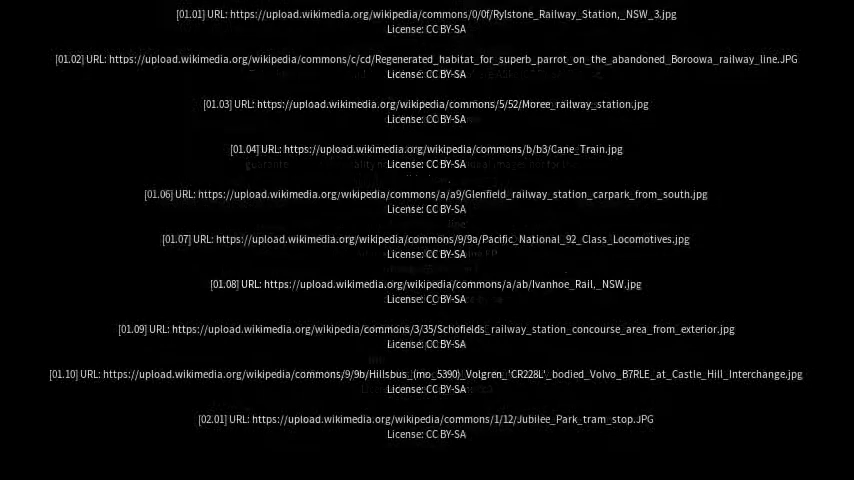 [01.01] URL: https://upload.wikimedia.org/wikipedia/commons/0/0f/Rylstone_Railway_Station,_NSW_3.jpg
License: CC BY-SA
[01.02] URL: https://upload.wikimedia.org/wikipedia/commons/c/cd/Regenerated_habitat_for_superb_parrot_on_the_abandoned_Boroowa_railway_line.JPG
License: CC BY-SA
[01.03] URL: https://upload.wikimedia.org/wikipedia/commons/5/52/Moree_railway_station.jpg
License: CC BY-SA
[01.04] URL: https://upload.wikimedia.org/wikipedia/commons/b/b3/Cane_Train.jpg
License: CC BY-SA
[01.06] URL: https://upload.wikimedia.org/wikipedia/commons/a/a9/Glenfield_railway_station_carpark_from_south.jpg
License: CC BY-SA
[01.07] URL: https://upload.wikimedia.org/wikipedia/commons/9/9a/Pacific_National_92_Class_Locomotives.jpg
License: CC BY-SA
[01.08] URL: https://upload.wikimedia.org/wikipedia/commons/a/ab/Ivanhoe_Rail,_NSW.jpg
License: CC BY-SA
[01.09] URL: https://upload.wikimedia.org/wikipedia/commons/3/35/Schofields_railway_station_concourse_area_from_exterior.jpg
License: CC BY-SA
[01.10] URL: https://upload.wikimedia.org/wikipedia/commons/9/9b/Hillsbus_(mo_5390)_Volgren_'CR228L'_bodied_Volvo_B7RLE_at_Castle_Hill_Interchange.jpg
License: CC BY-SA
[02.01] URL: https://upload.wikimedia.org/wikipedia/commons/1/12/Jubilee_Park_tram_stop.JPG
License: CC BY-SA